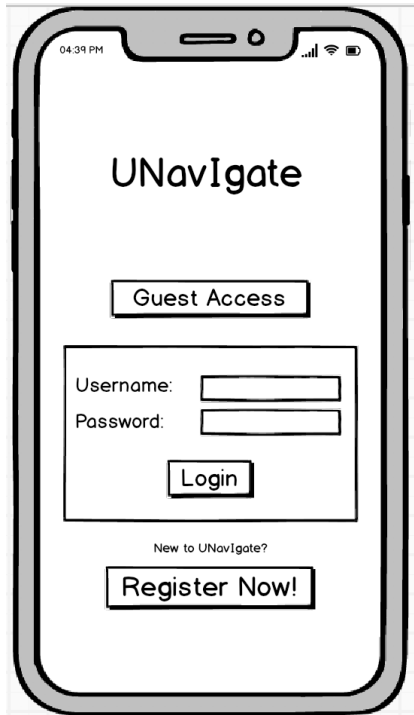 04:39 PM
UNavIgate
Guest Access
Username:
Password:
Login
New to UNavIgate?
Register Now!